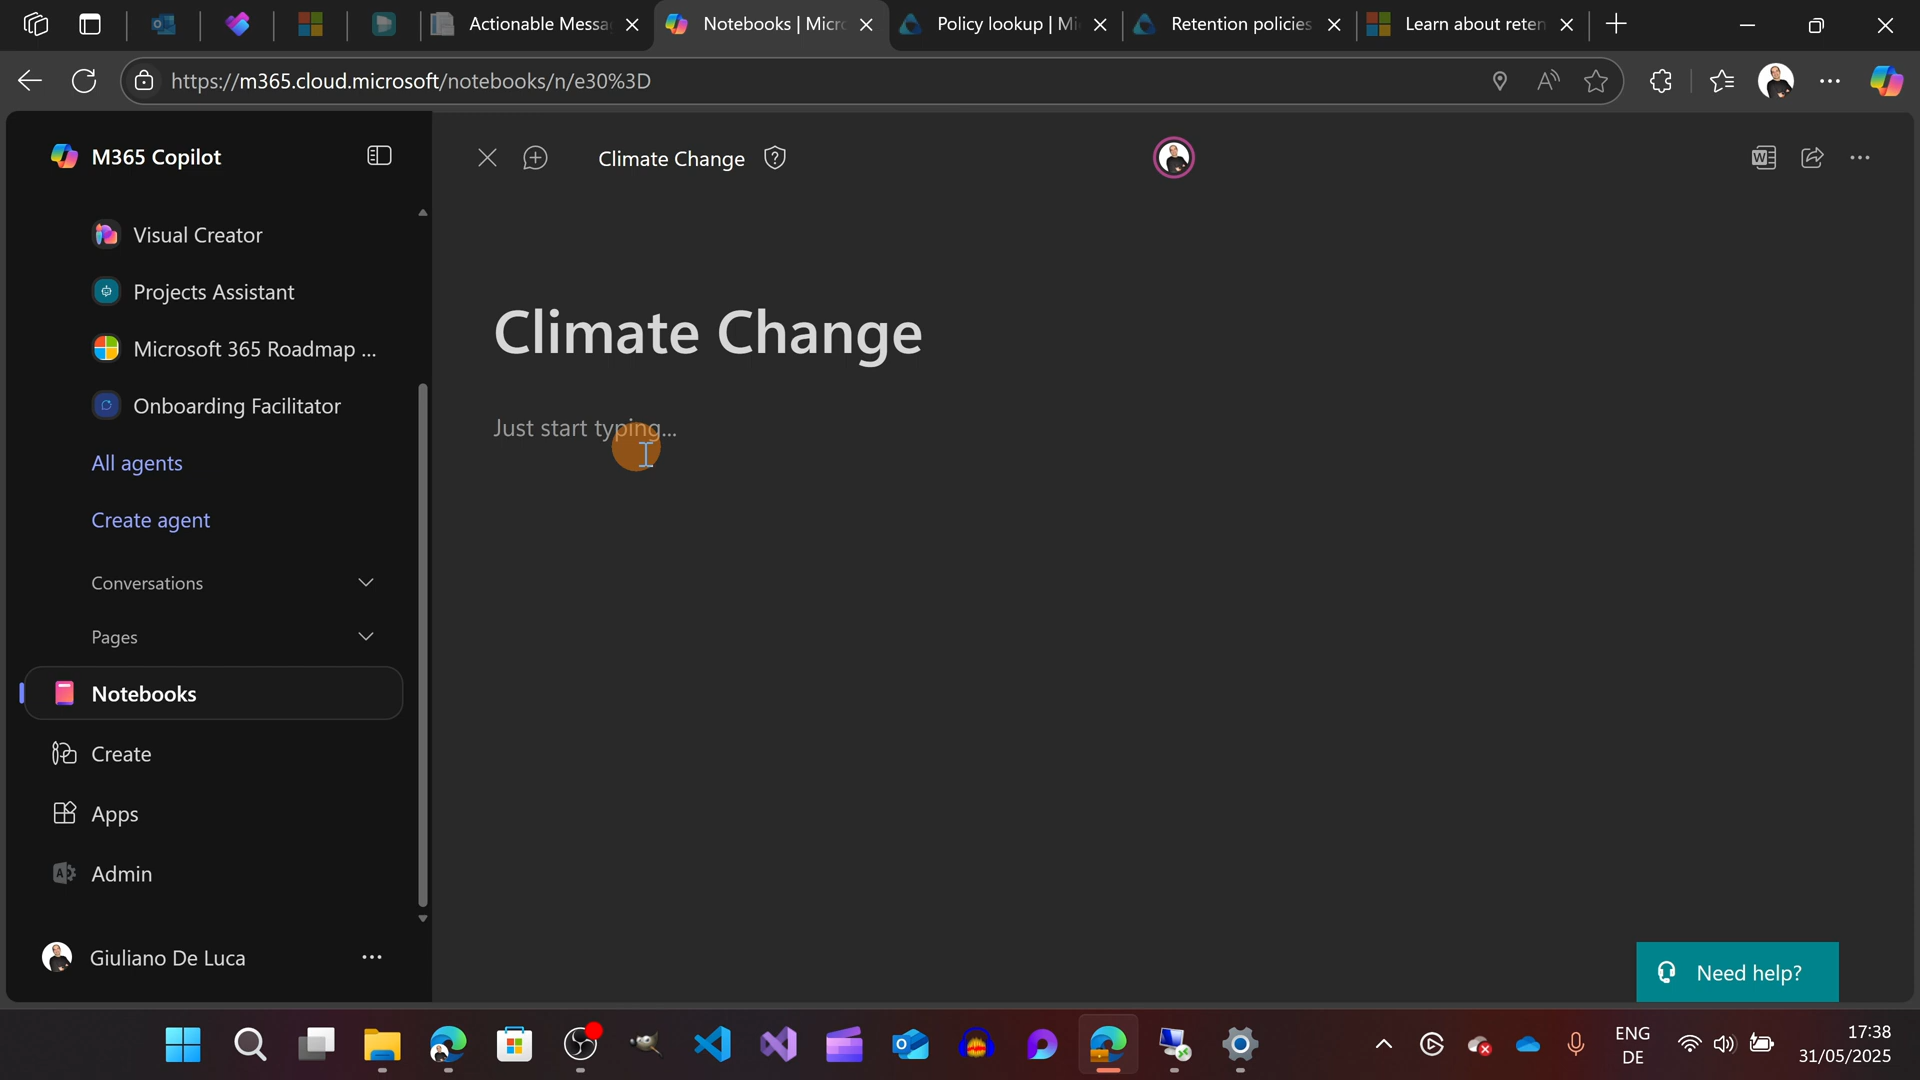 Actionable Messa
Notebooks | Micro
Policy lookup | Mi
Retention policies
Learn about reten
https://m365.cloud.microsoft/notebooks/n/e30%3D
M365 Copilot
Climate Change
Visual Creator
Projects Assistant
Microsoft 365 Roadmap ...
Onboarding Facilitator
All agents
Create agent
Conversations
Pages
Notebooks
Create
Apps
Admin
Giuliano De Luca
Climate Change
Just start typing...
Need help?
ENG
DE
17:38
31/05/2025